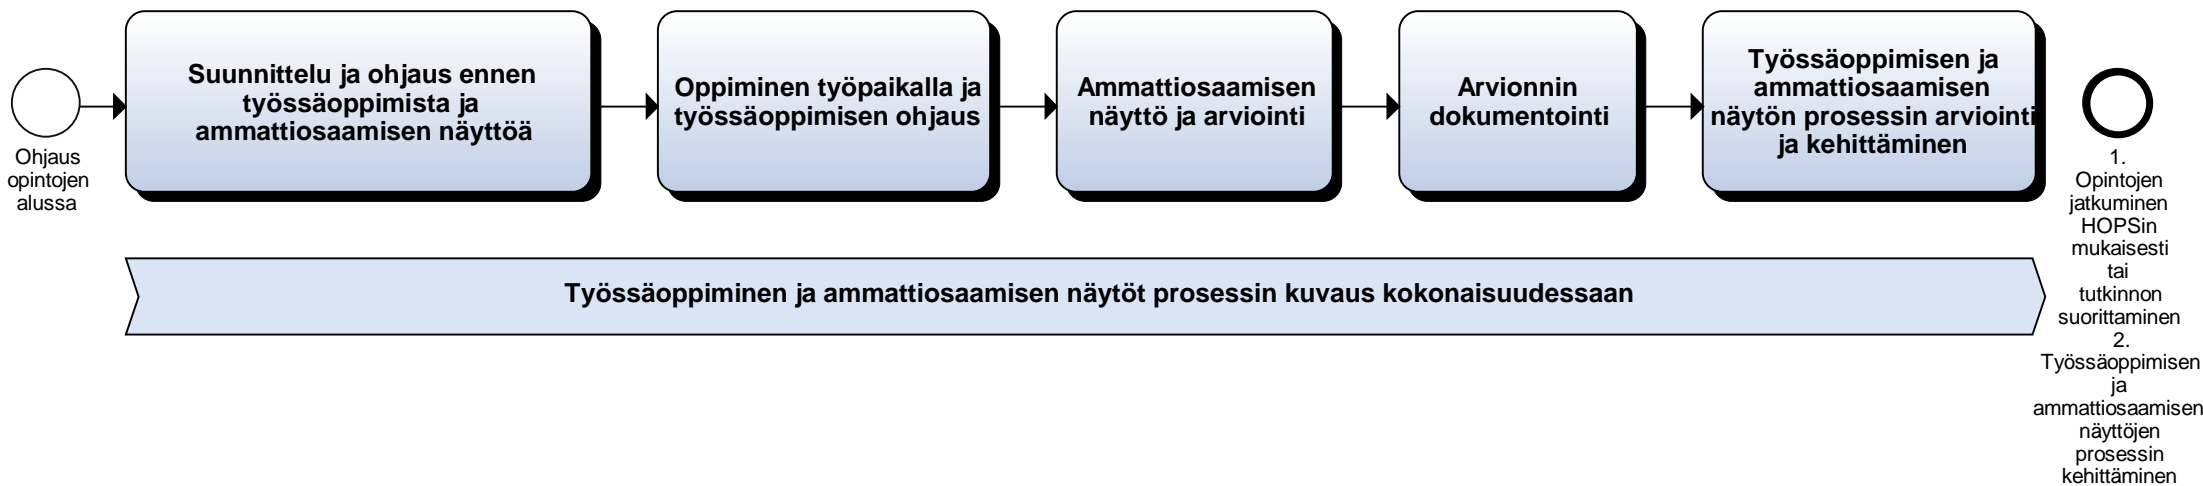 Ohjaus
opintojen
alussa
Suunnittelu ja ohjaus ennen
työssäoppimista ja
ammattiosaamisen näyttöä
Oppiminen työpaikalla ja
työssäoppimisen ohjaus
Ammattiosaamisen
näyttö ja arviointi
Arvionnin
dokumentointi
Työssäoppimisen ja
ammattiosaamisen
näytön prosessin arviointi
ja kehittäminen
1.
Opintojen
jatkuminen
HOPSin
mukaisesti
tai
tutkinnon
suorittaminen
2.
Työssäoppimisen
ja
ammattiosaamisen
näyttöjen
prosessin
kehittäminen
Työssäoppiminen ja ammattiosaamisen näytöt prosessin kuvaus kokonaisuudessaan